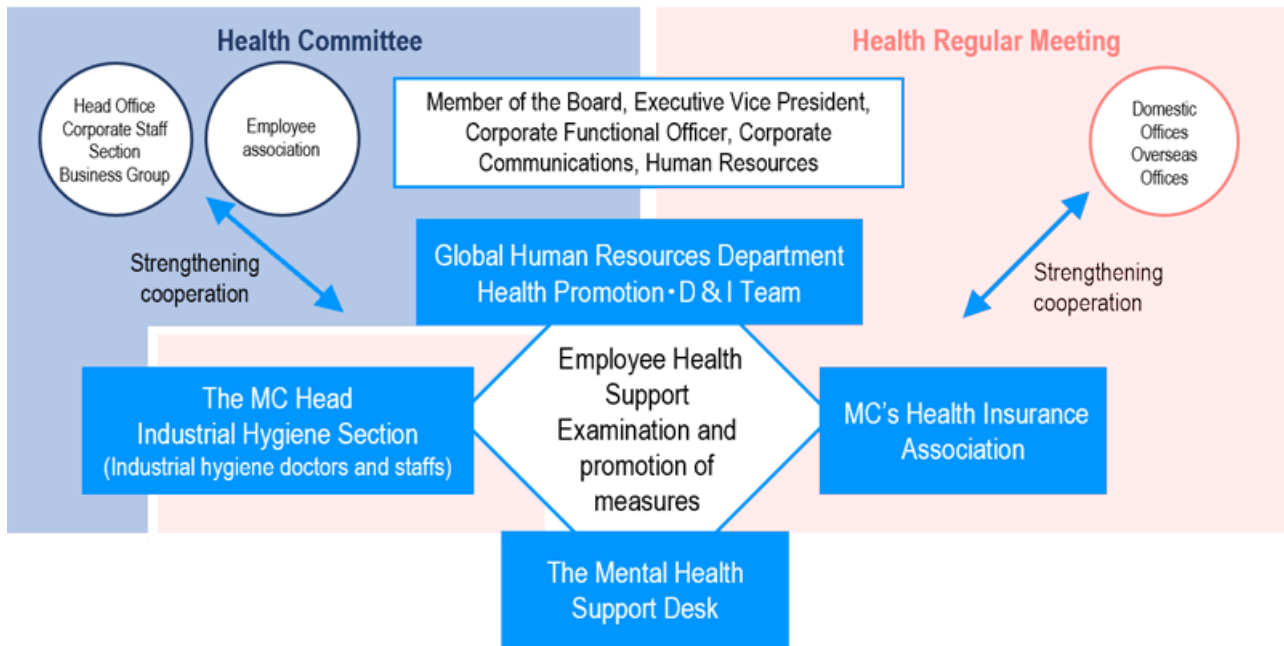 Health Committee
Health Regular Meeting
Head Office
Corporate Staff
Section
Business Group
Employee
association
Member of the Board, Executive Vice President,
Corporate Functional Officer, Corporate
Communications, Human Resources
Domestic
Offices
Overseas
Offices
Strengthening
cooperation
Global Human Resources Department
Health Promotion・D & I Team
Strengthening
cooperation
The MC Head
Industrial Hygiene Section
(Industrial hygiene doctors and staffs)
Employee Health
Support
Examination and
promotion of
measures
MC’s Health Insurance
Association
The Mental Health
Support Desk